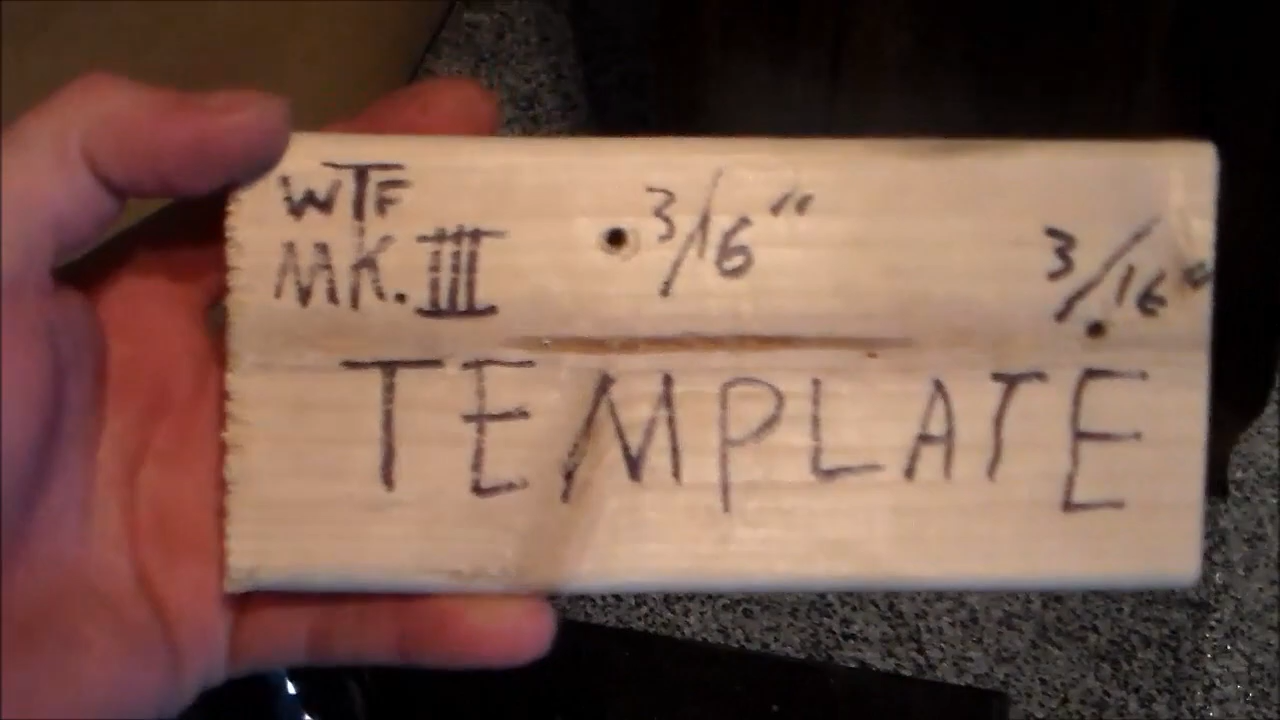 WTF
MK. III
3/16"
3/16"
TEMPLATE